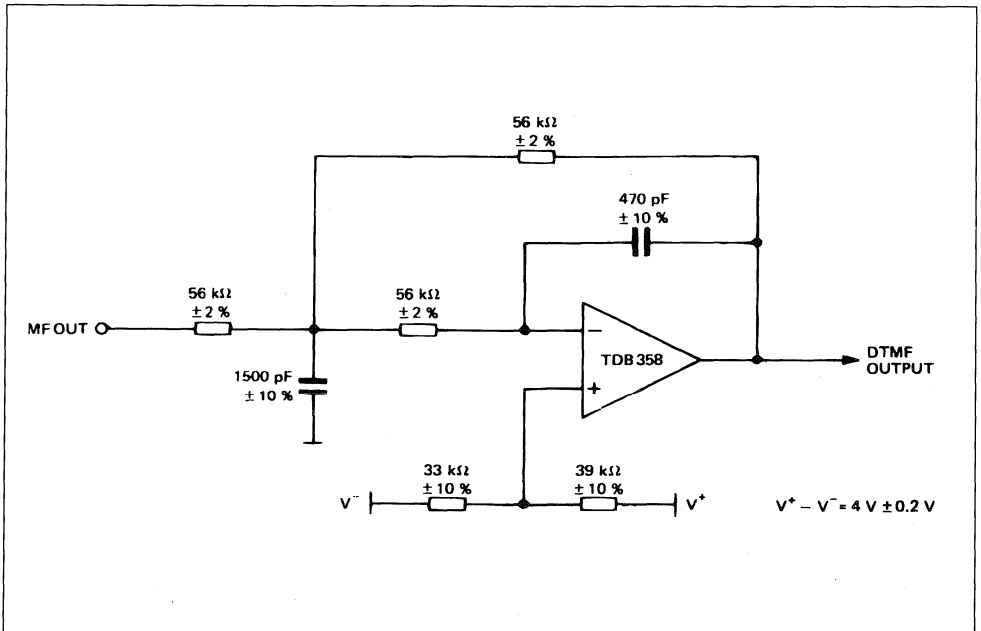 56 kΩ
± 2 %
470 pF
± 10 %
56 kΩ
± 2 %
56 kΩ
± 2 %
MF OUT
−
TDB 358
DTMF
OUTPUT
+
1500 pF
± 10 %
33 kΩ
± 10 %
39 kΩ
± 10 %
V⁻
V⁺
V⁺ – V⁻ = 4 V ± 0.2 V